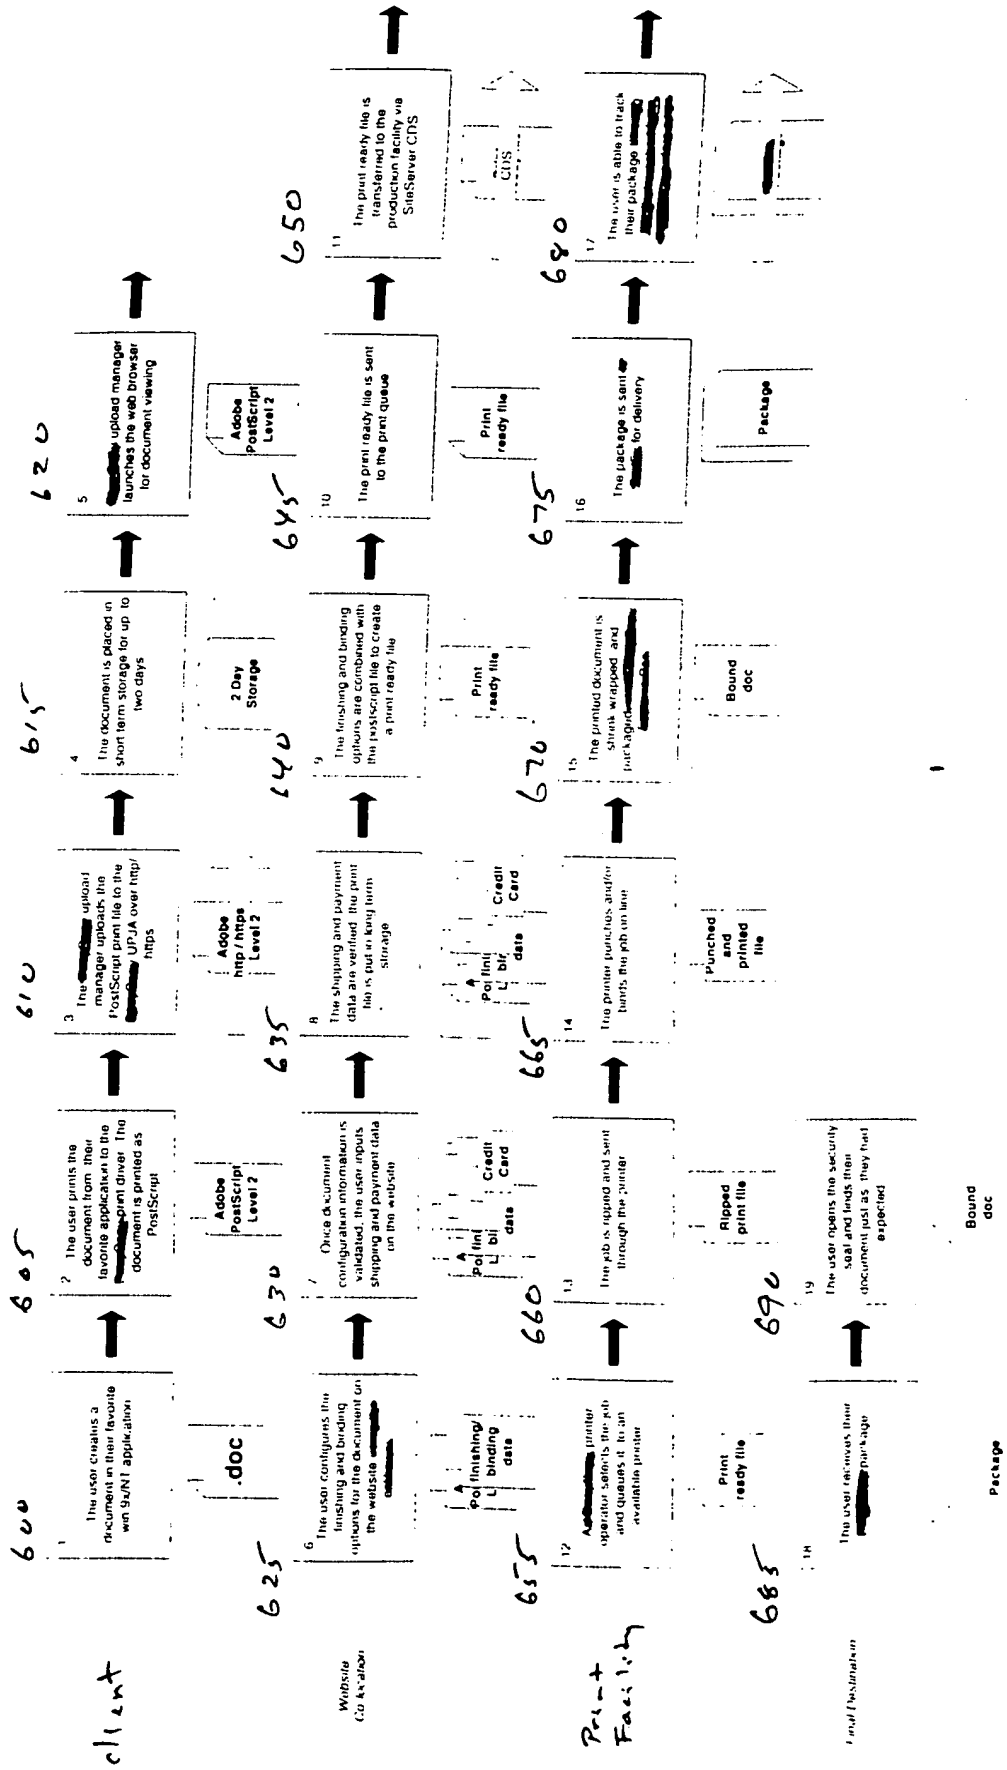 client
600
1
The user creates a
document in their favorite
win 9x/NT application
.doc
605
2
The user prints the
document from their
favorite application to the
print driver The
document is printed as
PostScript
Adobe
PostScript
Level 2
610
3
The upload
manager uploads the
PostScript print file to the
UPJA over http/
https
Adobe
http / https
Level 2
615
4
The document is placed in
short term storage for up to
two days
2 Day
Storage
620
5
upload manager
launches the web browser
for document viewing
Adobe
PostScript
Level 2
Website
Co location
625
6
The user configures the
finishing and binding
options for the document on
the website
A
Po finishing/
L binding
data
630
7
Once document
configuration information is
validated, the user inputs
shipping and payment data
on the website
A
Po fini
L bir
data
Credit
Card
635
8
The shipping and payment
data are verified the print
file is put in long term
storage
A
Po fini
L bir
data
Credit
Card
640
9
The finishing and binding
options are combined with
the postscript file to create
a print ready file
Print
ready file
645
10
The print ready file is sent
to the print queue
Print
ready file
650
11
The print ready file is
transferred to the
production facility via
SiteServer CDS
CDS
Print
Facility
655
12
A printer
operator selects the job
and queues it to an
available printer
Print
ready file
660
13
The job is ripped and sent
through the printer
Ripped
print file
665
14
The printer punches and/or
binds the job on line
Punched
and
printed
file
670
15
The printed document is
shrink wrapped and
packaged
Bound
doc
675
16
The package is sent
for delivery
Package
680
17
The user is able to track
their package
Final Destination
685
18
The user receives their
package
Package
690
19
The user opens the security
seal and finds their
document just as they had
expected
Bound
doc